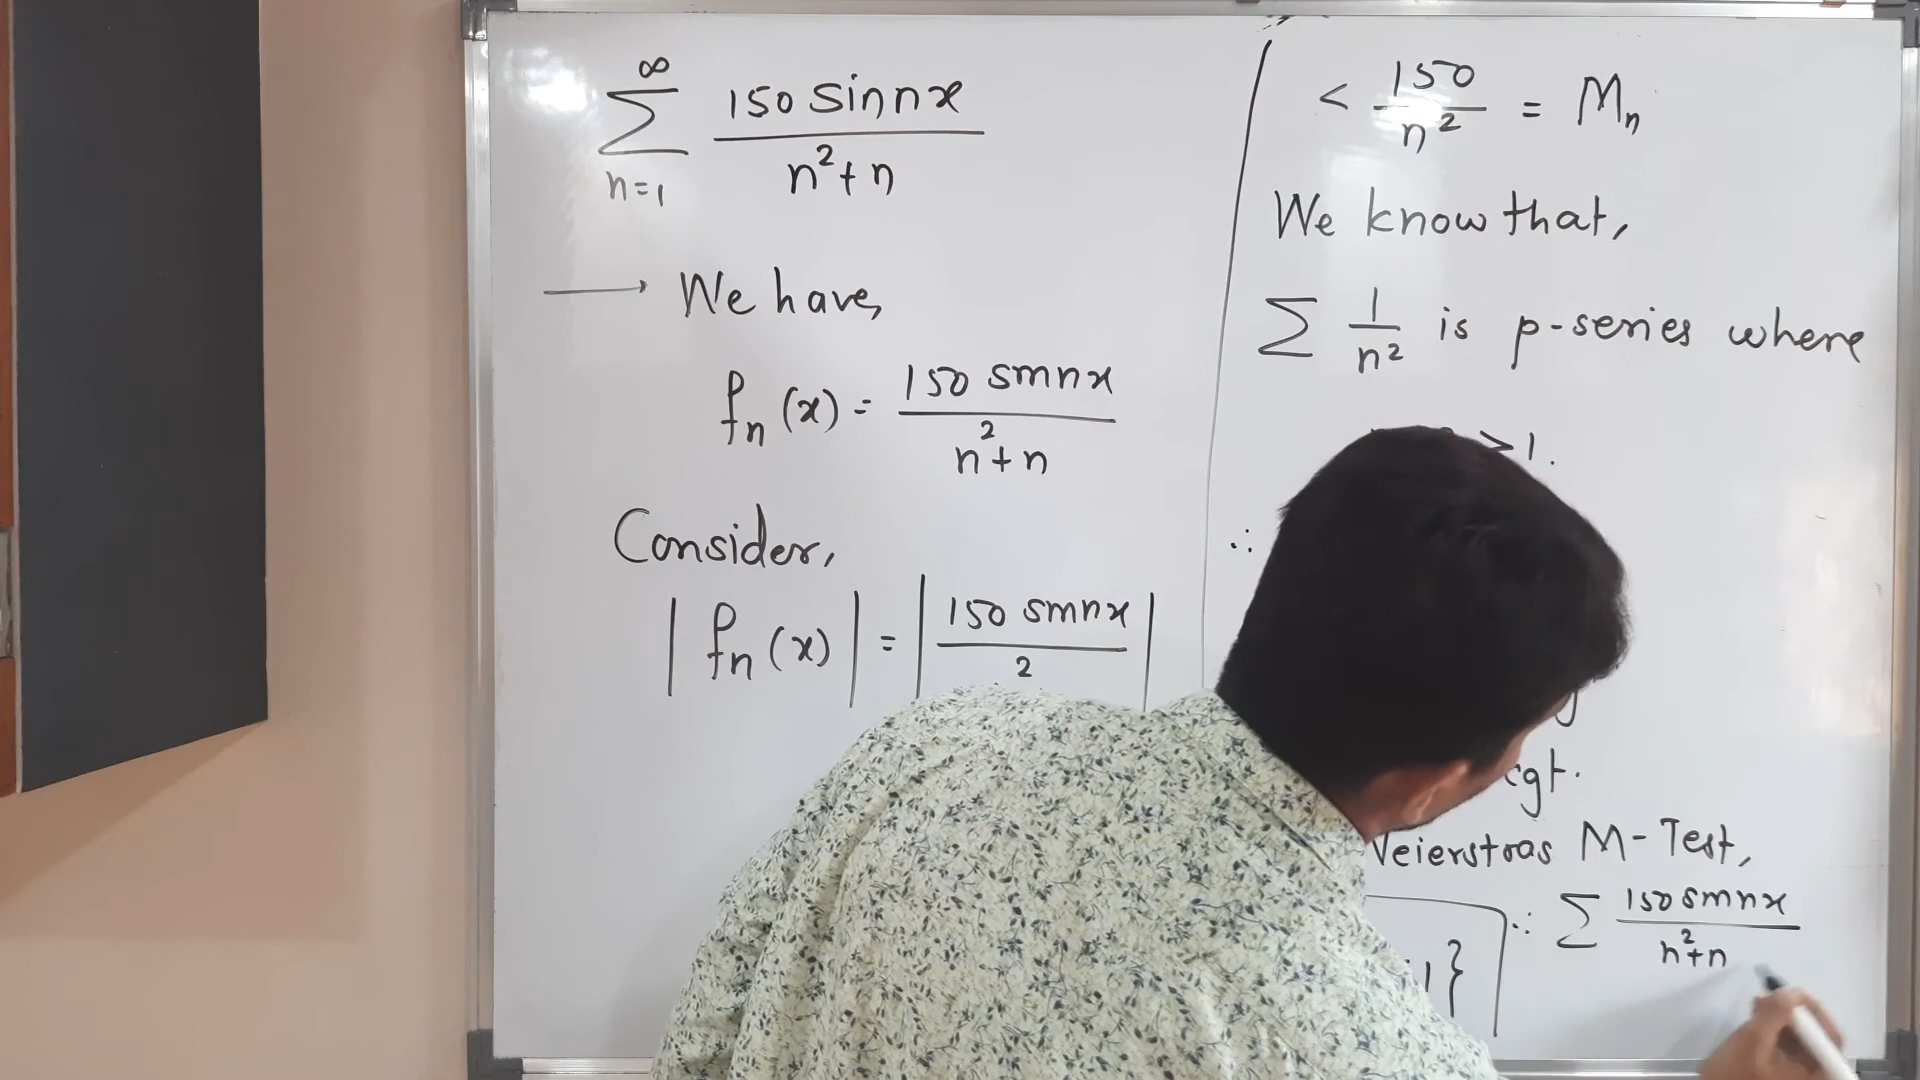 ∞
Σ 150 sin nx / n²+n
n=1
→ We have,
fn(x) = 150 sin nx / n²+n
Consider,
|fn(x)| = |150 sin nx / 2|
< 150 / n² = Mn
We know that,
Σ 1/n² is p-series where
> 1.
∴
cgt.
eierstras M-Test,
∴ Σ 150 sin nx / n²+n
}